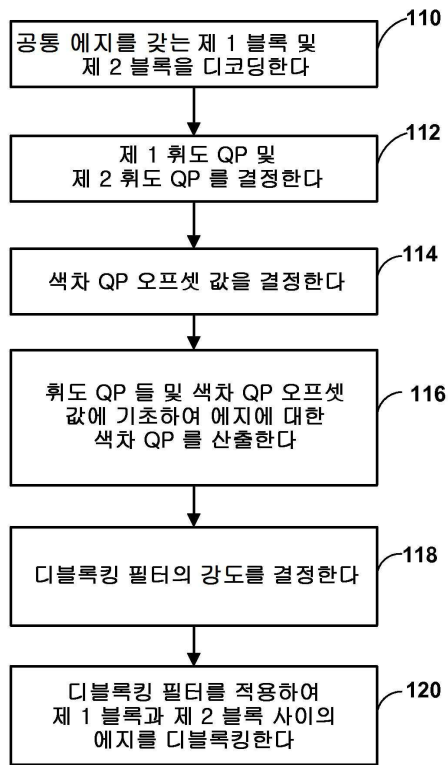 공통 에지를 갖는 제 1 블록 및
제 2 블록을 디코딩한다
110
제 1 휘도 QP 및
제 2 휘도 QP 를 결정한다
112
색차 QP 오프셋 값을 결정한다
114
휘도 QP 들 및 색차 QP 오프셋
값에 기초하여 에지에 대한
색차 QP 를 산출한다
116
디블록킹 필터의 강도를 결정한다
118
디블록킹 필터를 적용하여
제 1 블록과 제 2 블록 사이의
에지를 디블록킹한다
120